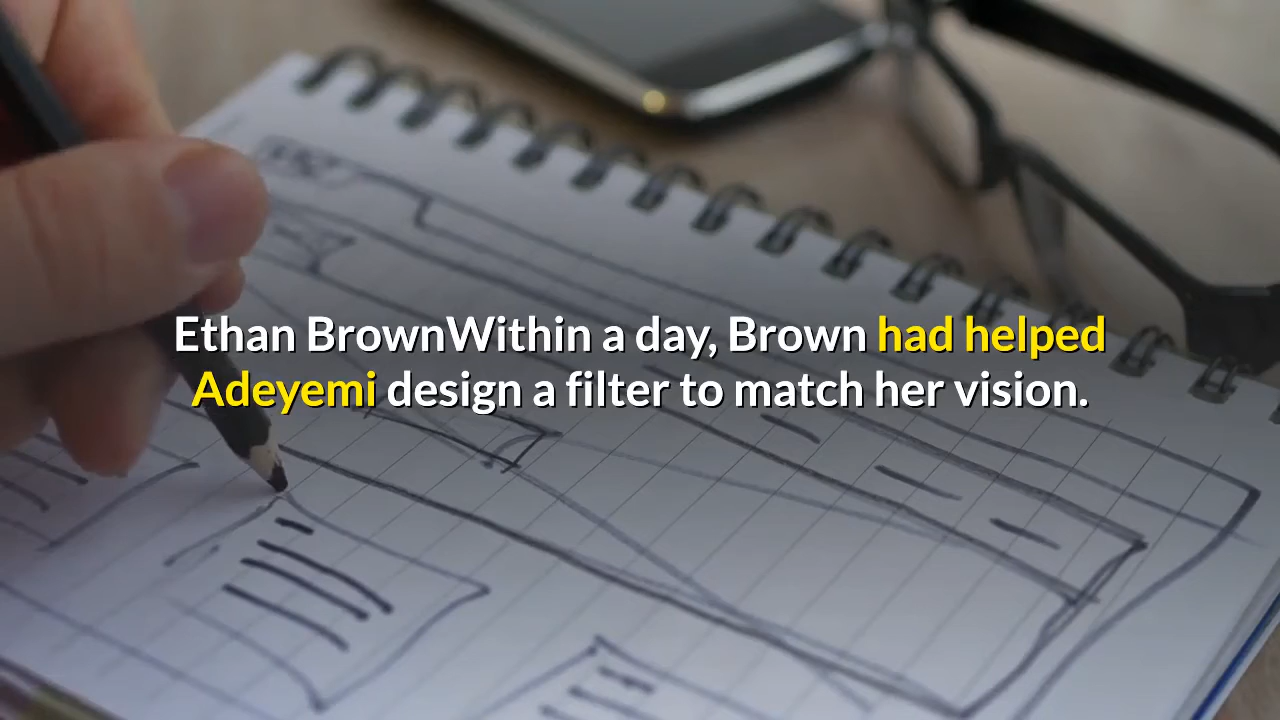 Ethan BrownWithin a day, Brown had helped
Adeyemi design a filter to match her vision.